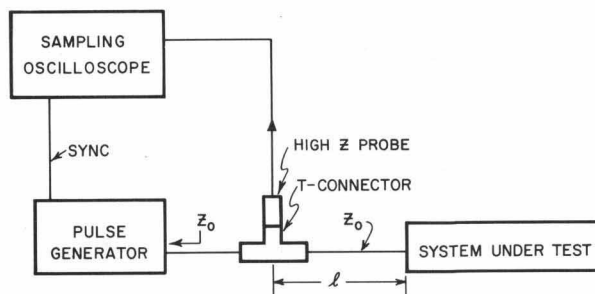 SAMPLING
OSCILLOSCOPE
SYNC
HIGH Z PROBE
T-CONNECTOR
PULSE
GENERATOR
Z₀
Z₀
SYSTEM UNDER TEST
ℓ